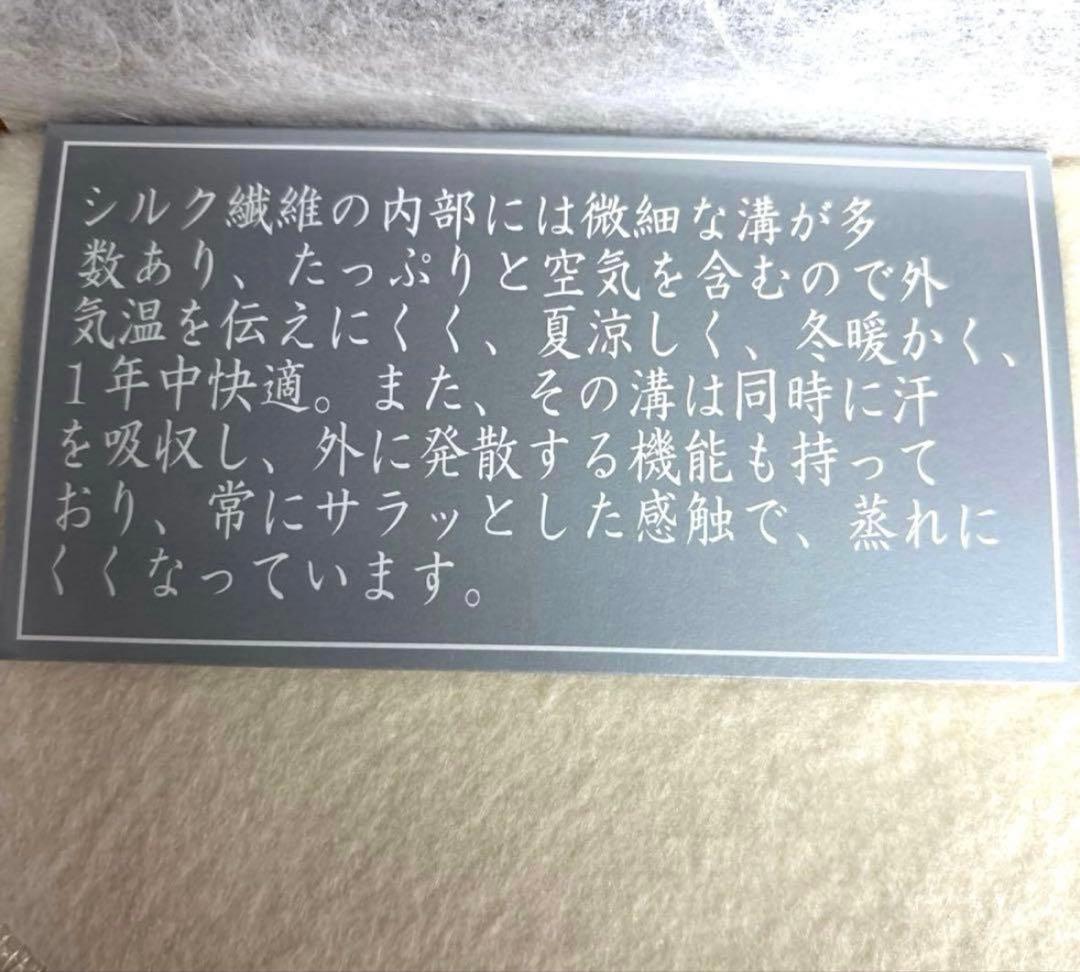 シルク繊維の内部には微細な溝が多
数あり、たっぷりと空気を含むので外
気温を伝えにくく、夏涼しく、冬暖かく、
1年中快適。また、その溝は同時に汗
を吸収し、外に発散する機能も持って
おり、常にサラッとした感触で、蒸れに
くくなっています。